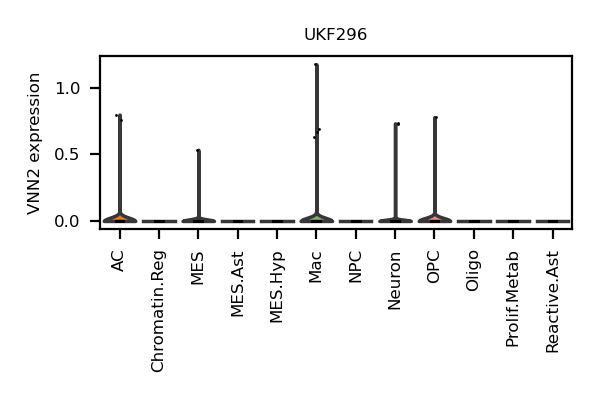 UKF296
VNN2 expression
1.0
0.5
0.0
AC
Chromatin.Reg
MES
MES.Ast
MES.Hyp
Mac
NPC
Neuron
OPC
Oligo
Prolif.Metab
Reactive.Ast